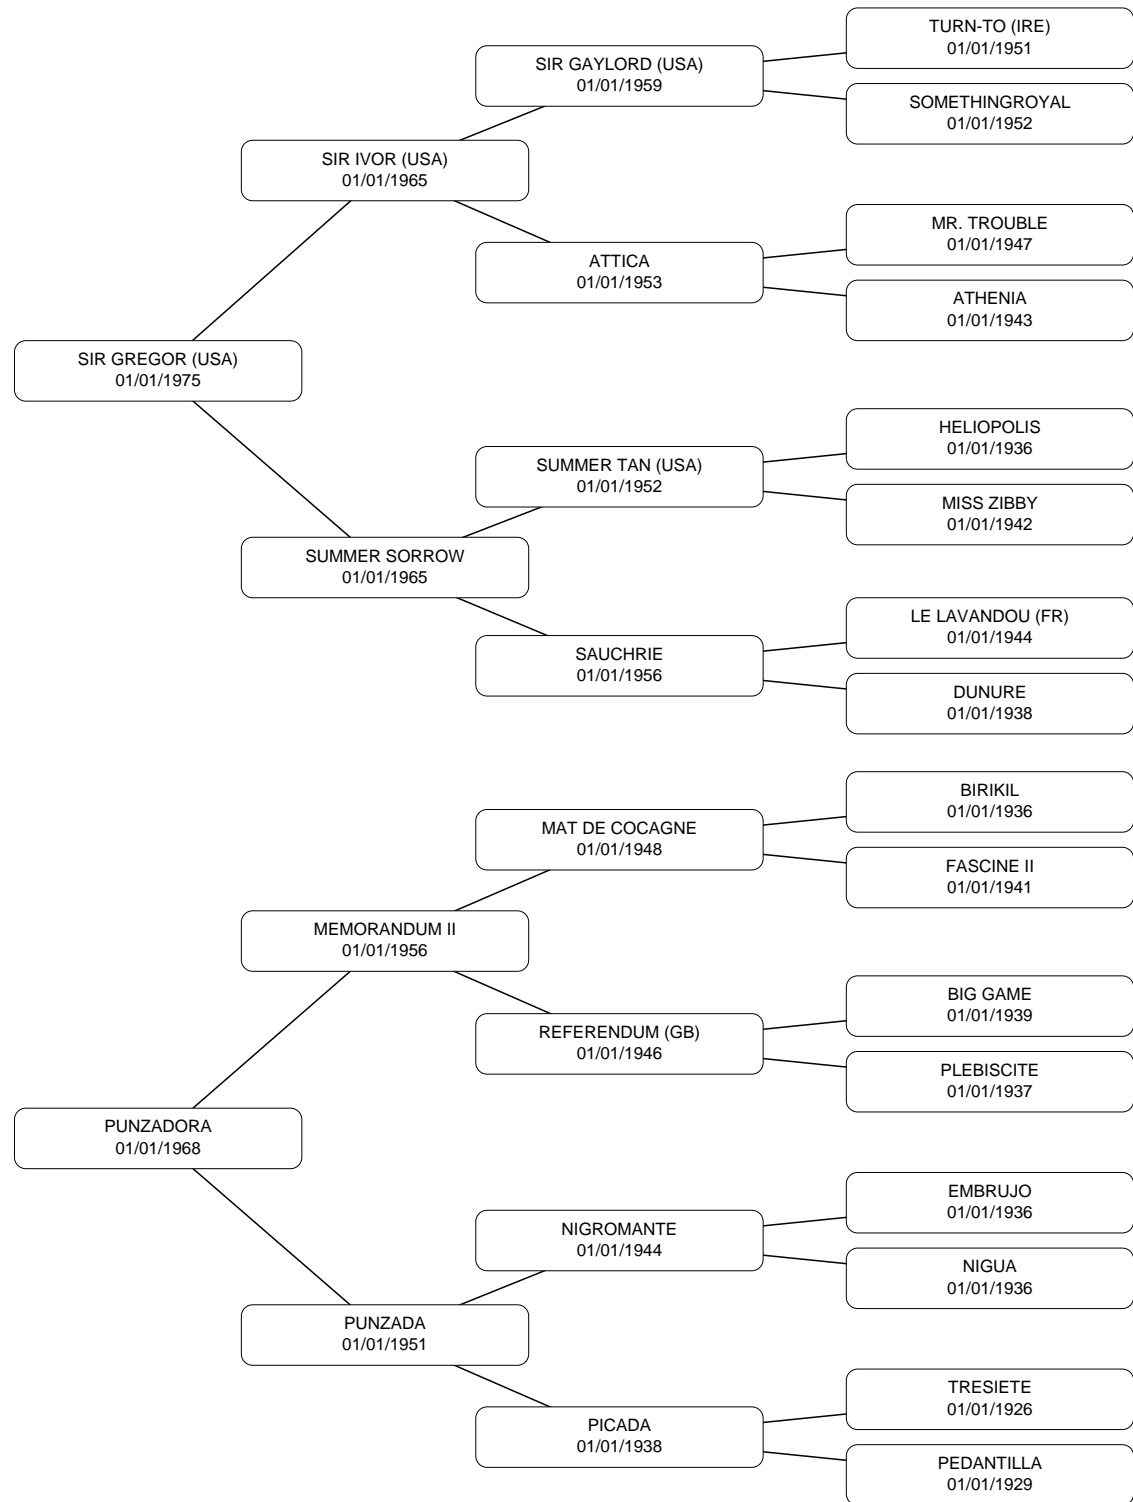 TURN-TO (IRE)
01/01/1951
SIR GAYLORD (USA)
01/01/1959
SOMETHINGROYAL
01/01/1952
SIR IVOR (USA)
01/01/1965
MR. TROUBLE
01/01/1947
ATTICA
01/01/1953
ATHENIA
01/01/1943
SIR GREGOR (USA)
01/01/1975
HELIOPOLIS
01/01/1936
SUMMER TAN (USA)
01/01/1952
MISS ZIBBY
01/01/1942
SUMMER SORROW
01/01/1965
LE LAVANDOU (FR)
01/01/1944
SAUCHRIE
01/01/1956
DUNURE
01/01/1938
BIRIKIL
01/01/1936
MAT DE COCAGNE
01/01/1948
FASCINE II
01/01/1941
MEMORANDUM II
01/01/1956
BIG GAME
01/01/1939
REFERENDUM (GB)
01/01/1946
PLEBISCITE
01/01/1937
PUNZADORA
01/01/1968
EMBRUJO
01/01/1936
NIGROMANTE
01/01/1944
NIGUA
01/01/1936
PUNZADA
01/01/1951
TRESIETE
01/01/1926
PICADA
01/01/1938
PEDANTILLA
01/01/1929